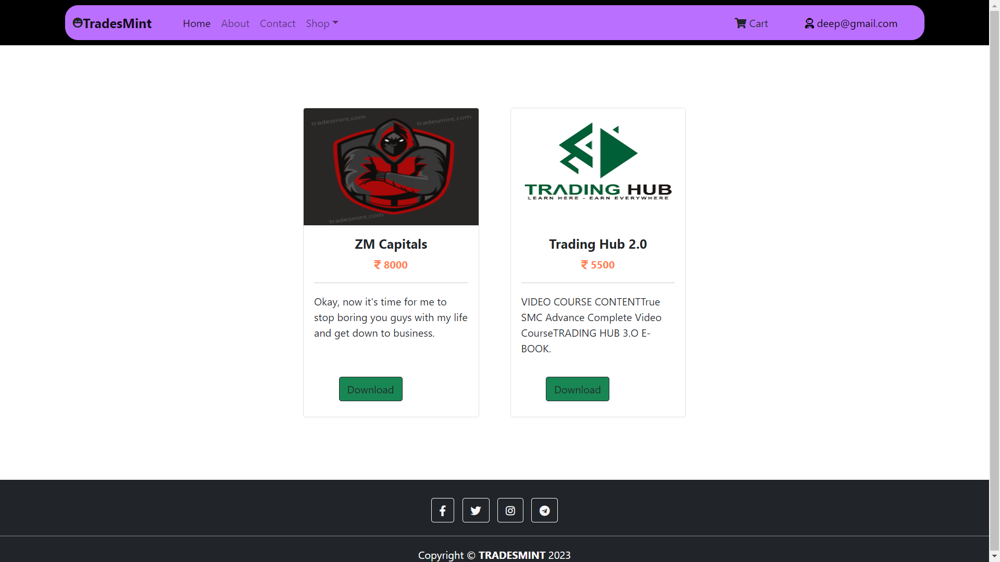 TradesMint
Home About Contact Shop
Cart
deep@gmail.com
tradesmint.com
tradesmint.com
tradesmint.com
TRADING HUB
LEARN HERE - EARN EVERYWHERE
ZM Capitals
₹ 8000
Okay, now it's time for me to
stop boring you guys with my life
and get down to business.
Download
Trading Hub 2.0
₹ 5500
VIDEO COURSE CONTENTTrue
SMC Advance Complete Video
CourseTRADING HUB 3.O E-
BOOK.
Download
Copyright © TRADESMINT 2023